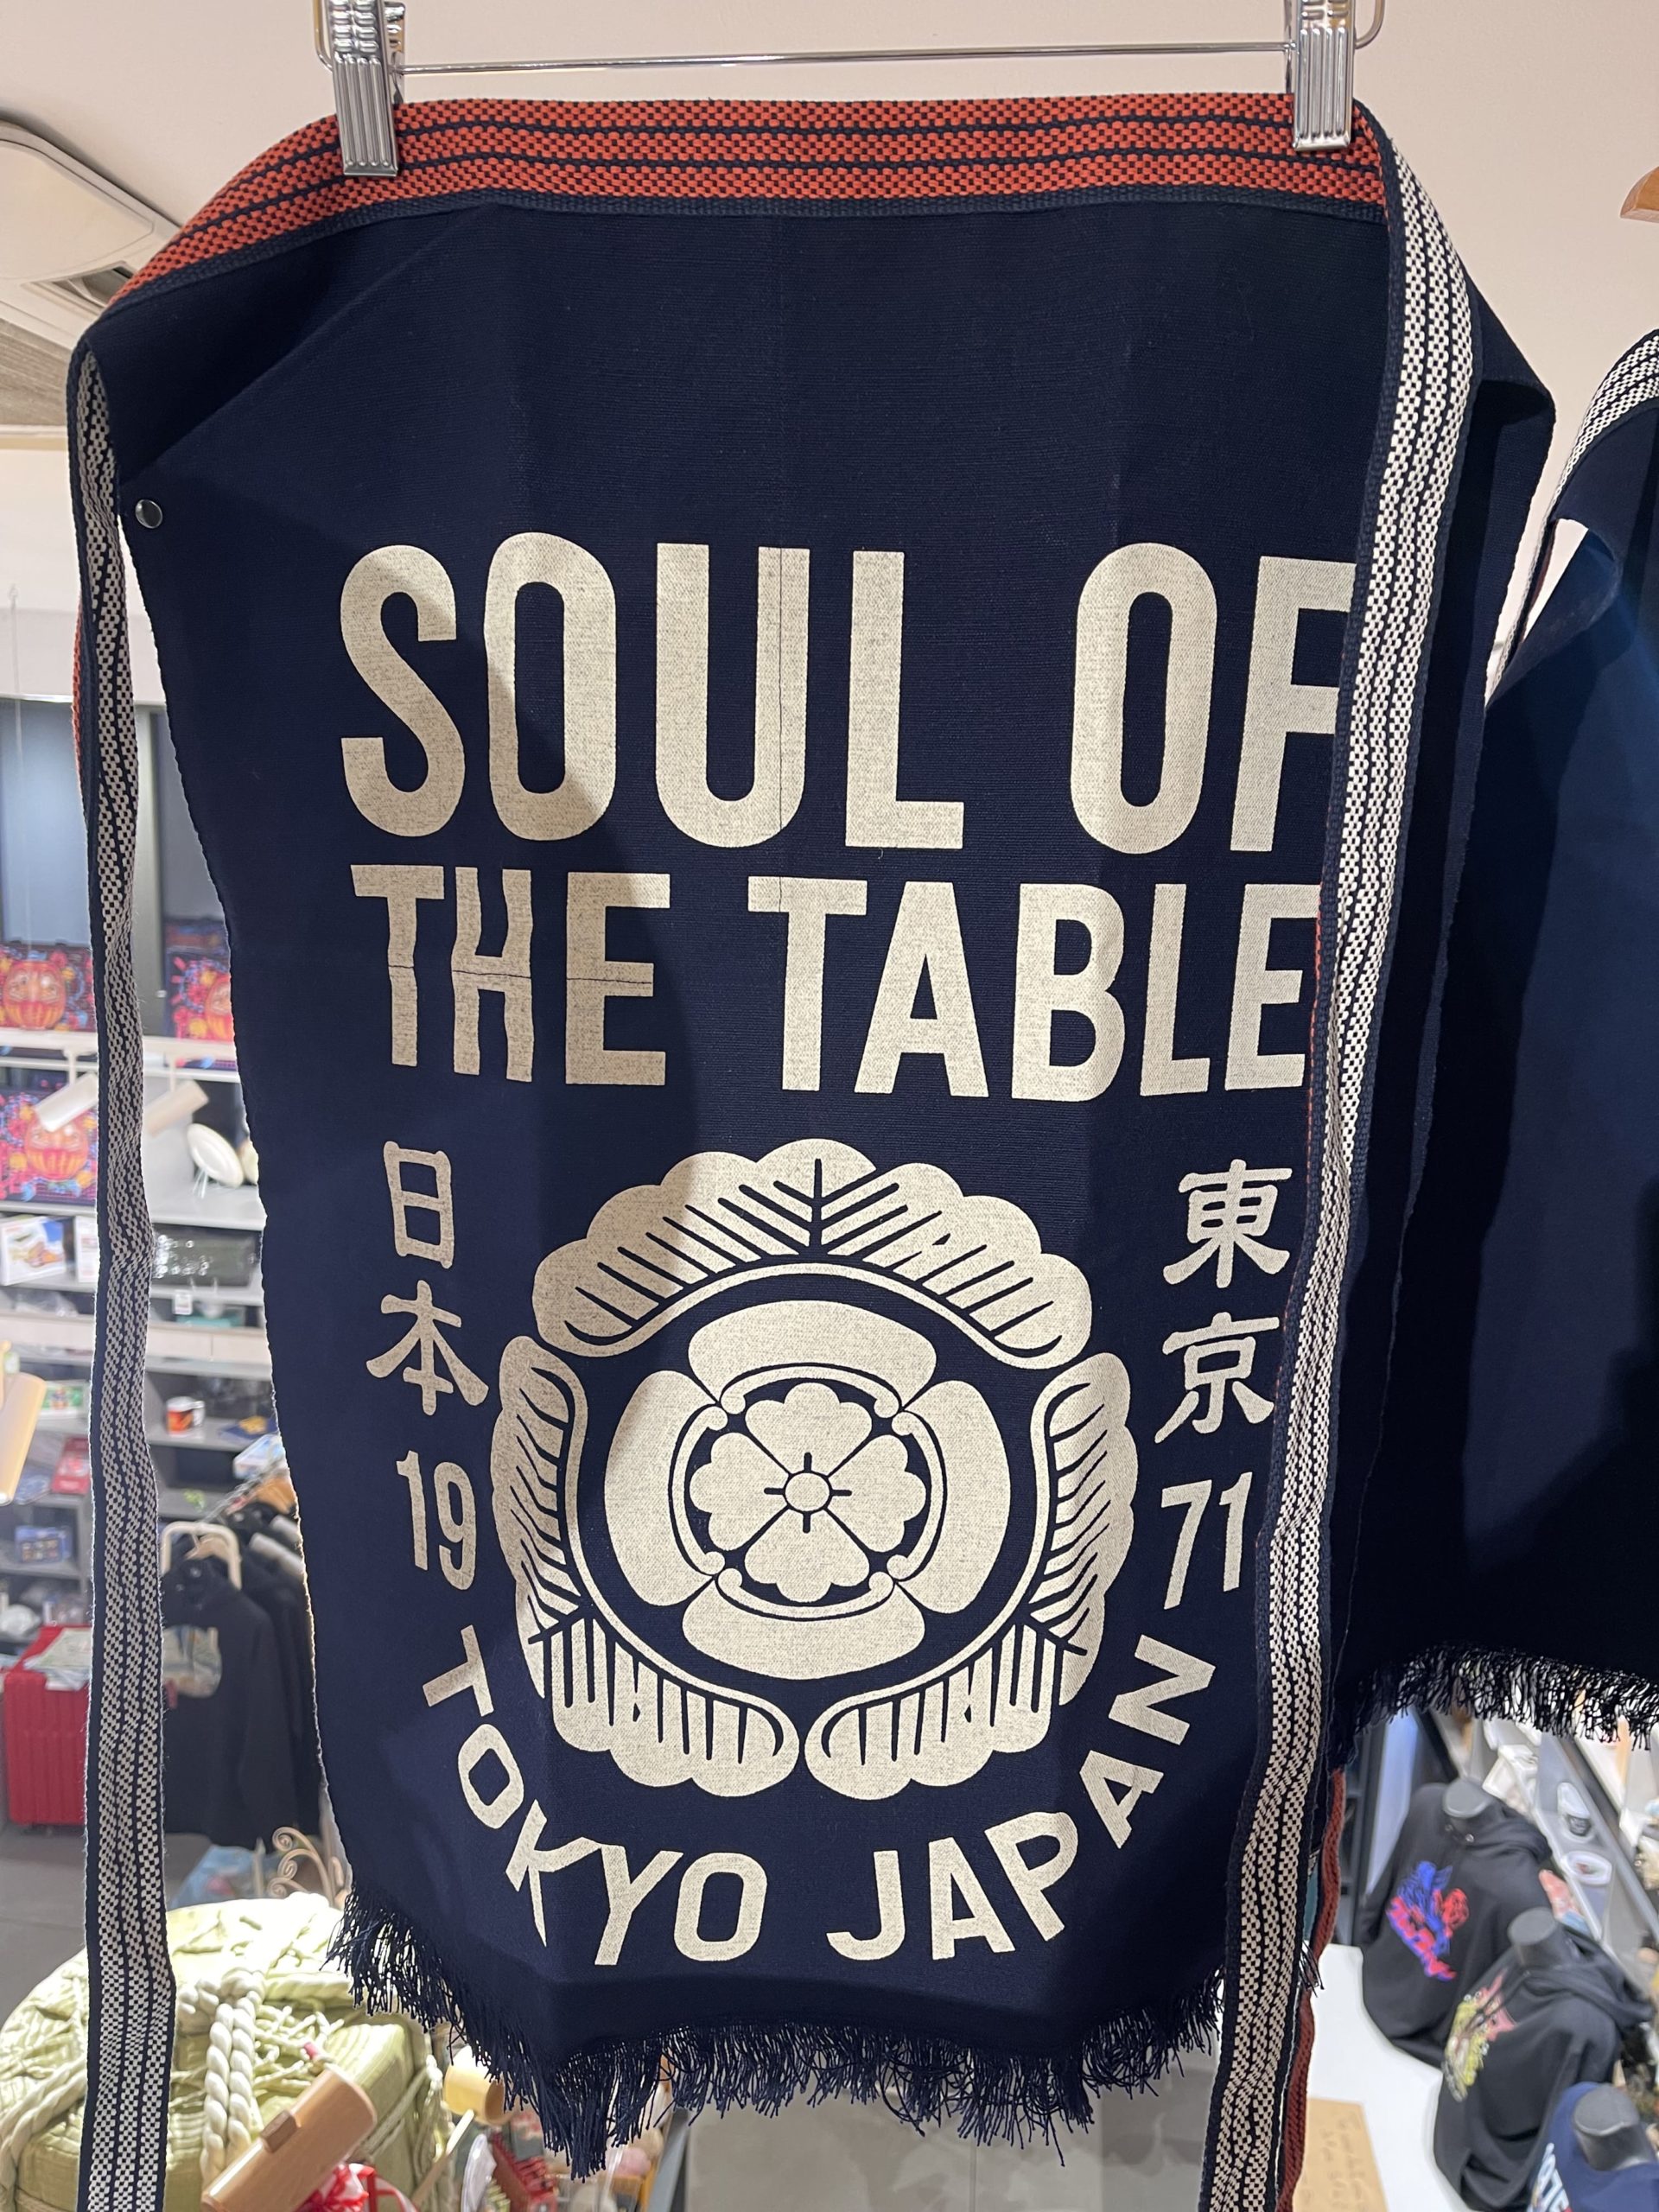 SOUL OF
THE TABLE
日本
東京
19
71
TOKYO JAPAN